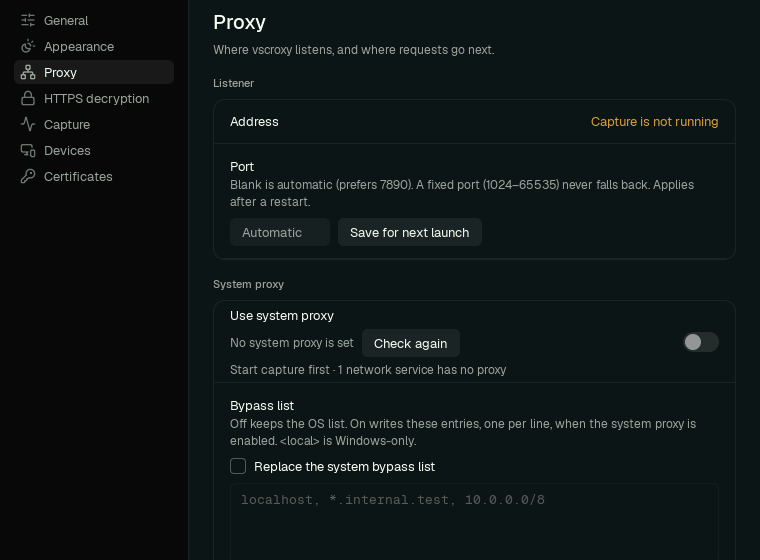 General
Appearance
Proxy
HTTPS decryption
Capture
Devices
Certificates
Proxy
Where vscroxy listens, and where requests go next.
Listener
Address
Capture is not running
Port
Blank is automatic (prefers 7890). A fixed port (1024–65535) never falls back. Applies
after a restart.
Automatic
Save for next launch
System proxy
Use system proxy
No system proxy is set
Check again
Start capture first · 1 network service has no proxy
Bypass list
Off keeps the OS list. On writes these entries, one per line, when the system proxy is
enabled. <local> is Windows-only.
Replace the system bypass list
localhost, *.internal.test, 10.0.0.0/8